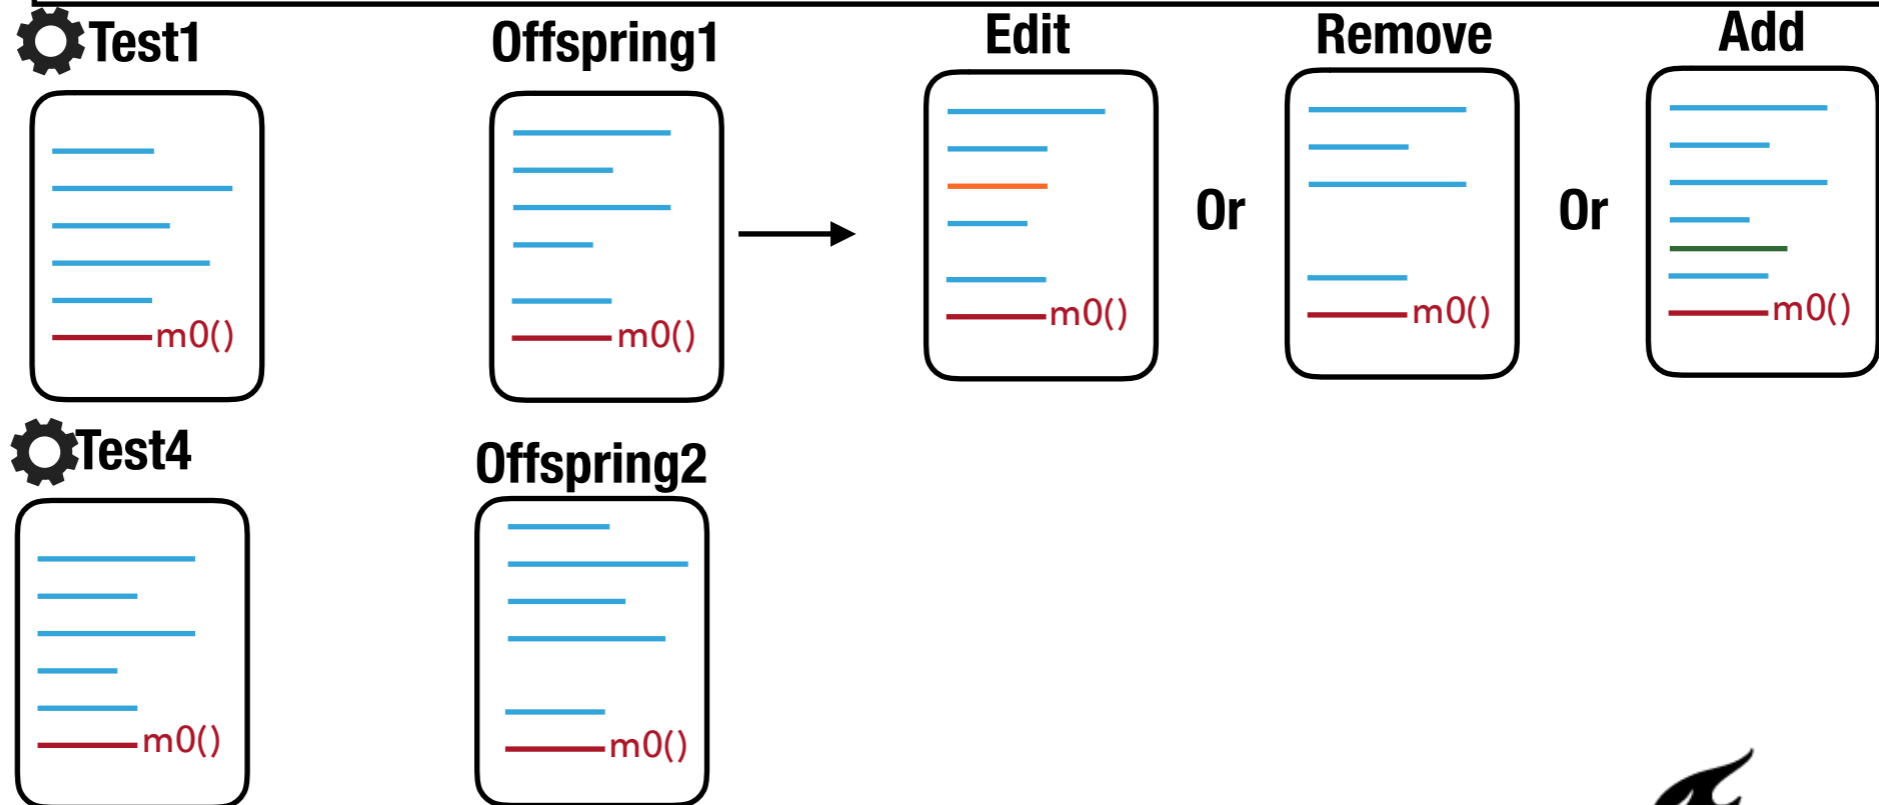 Test1
Offspring1
Edit
Remove
Add
m0()
m0()
m0()
Or
m0()
Or
m0()
Test4
Offspring2
m0()
m0()